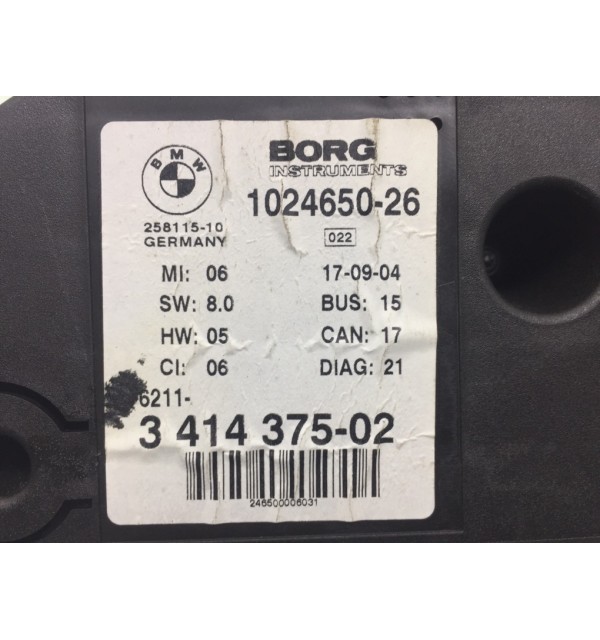 BMW
BORG
INSTRUMENTS
258115-10
GERMANY
1024650-26
022
MI: 06
17-09-04
SW: 8.0
BUS: 15
HW: 05
CAN: 17
CI: 06
DIAG: 21
6211-
3 414 375-02
246500006031